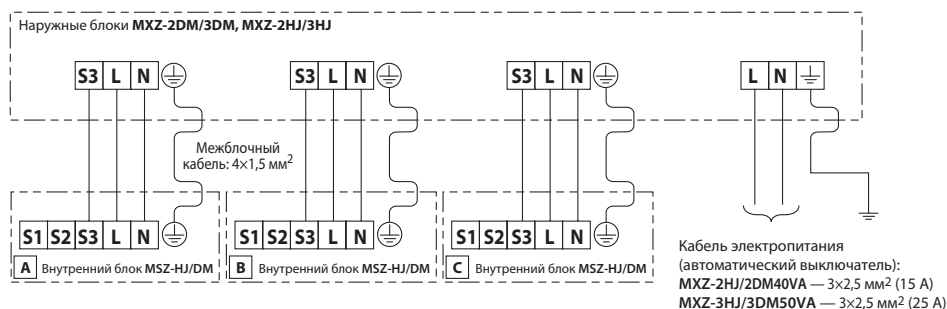 Наружные блоки MXZ-2DM/3DM, MXZ-2HJ/3HJ
S3 L N
S3 L N
S3 L N
L N
Межблочный
кабель: 4×1,5 мм²
S1 S2 S3 L N
S1 S2 S3 L N
S1 S2 S3 L N
A Внутренний блок MSZ-HJ/DM
B Внутренний блок MSZ-HJ/DM
C Внутренний блок MSZ-HJ/DM
Кабель электропитания
(автоматический выключатель):
MXZ-2HJ/2DM40VA — 3×2,5 мм² (15 А)
MXZ-3HJ/3DM50VA — 3×2,5 мм² (25 А)